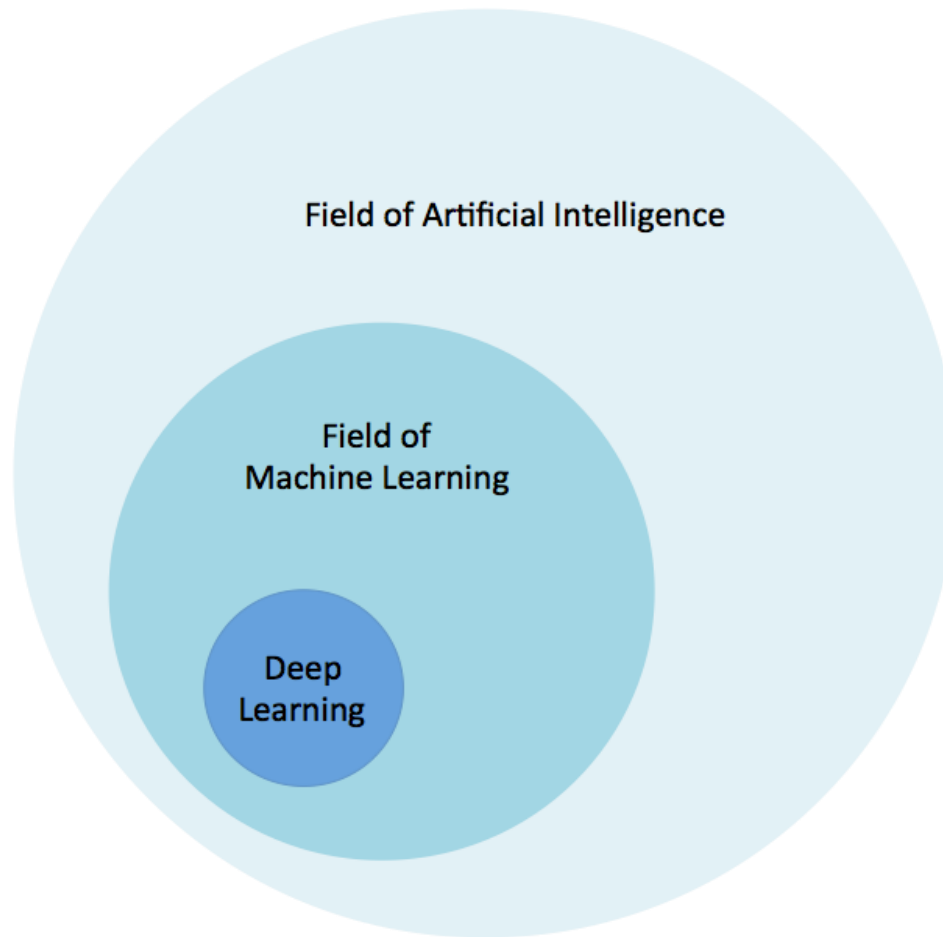 Field of Artificial Intelligence
Field of
Machine Learning
Deep
Learning